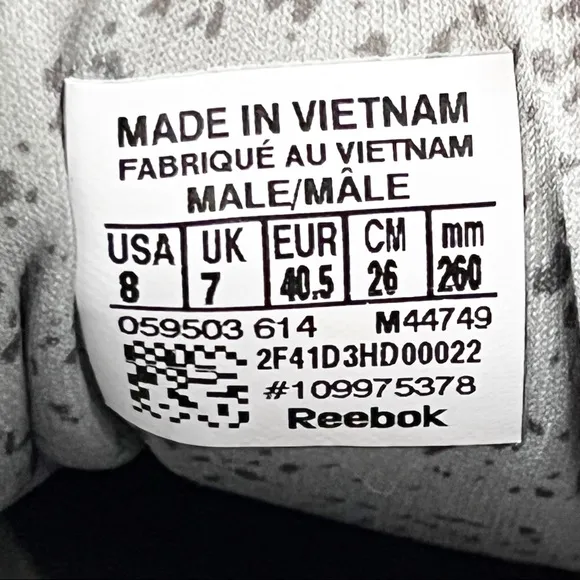 MADE IN VIETNAM
FABRIQUÉ AU VIETNAM
MALE/MÂLE
USA UK EUR CM mm
8 7 40.5 26 260
059503 614 M44749
2F41D3HD00022
#109975378
Reebok